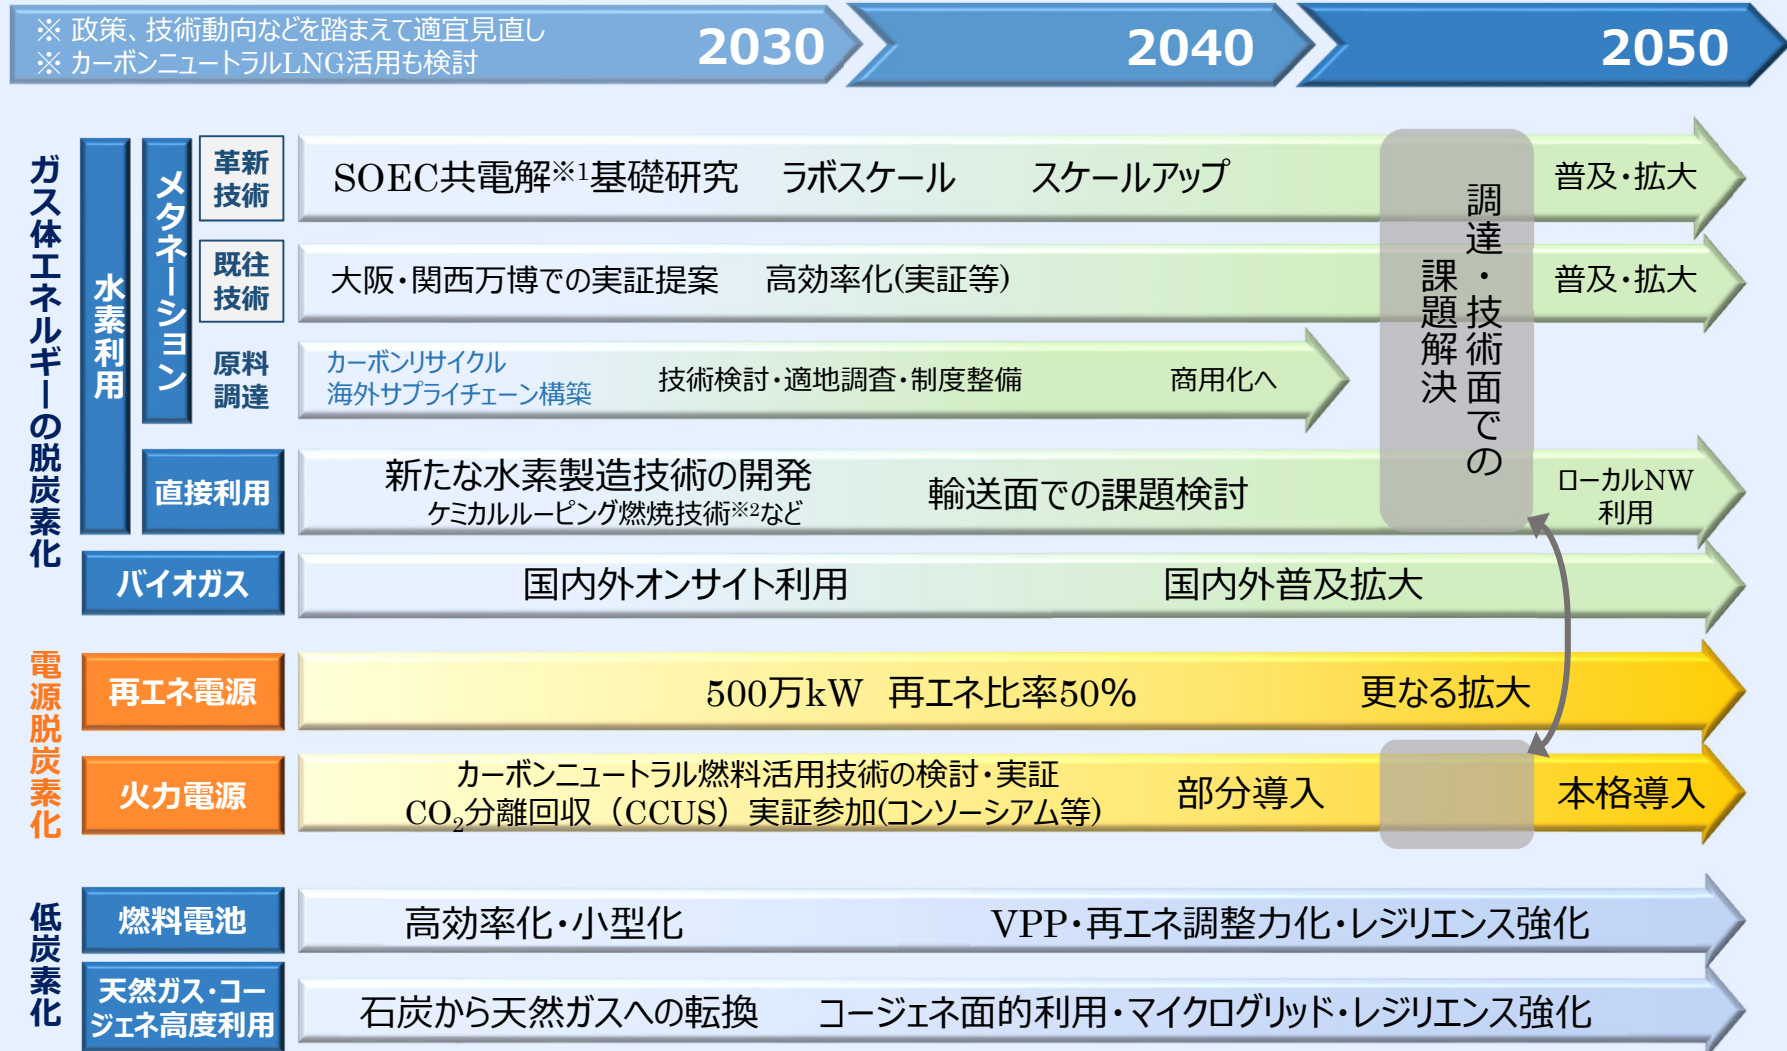 ※ 政策、技術動向などを踏まえて適宜見直し
※ カーボンニュートラルLNG活用も検討
2030
2040
2050
ガス体エネルギーの脱炭素化
水素利用
メタネーション
革新
技術
SOEC共電解※1基礎研究
ラボスケール
スケールアップ
普及・拡大
既往
技術
大阪・関西万博での実証提案
高効率化(実証等)
普及・拡大
原料
調達
カーボンリサイクル
海外サプライチェーン構築
技術検討・適地調査・制度整備
商用化へ
調達・技術面での
課題解決
直接利用
新たな水素製造技術の開発
ケミカルルーピング燃焼技術※2など
輸送面での課題検討
ローカルNW
利用
バイオガス
国内外オンサイト利用
国内外普及拡大
電源脱炭素化
再エネ電源
500万kW 再エネ比率50%
更なる拡大
火力電源
カーボンニュートラル燃料活用技術の検討・実証
CO₂分離回収（CCUS）実証参加(コンソーシアム等)
部分導入
本格導入
低炭素化
燃料電池
高効率化・小型化
VPP・再エネ調整力化・レジリエンス強化
天然ガス・コー
ジェネ高度利用
石炭から天然ガスへの転換
コージェネ面的利用・マイクログリッド・レジリエンス強化